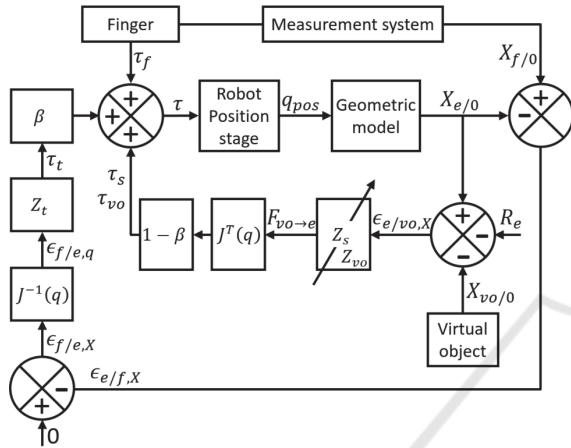 Finger
Measurement system
τ_f
X_{f/0}
+
β
+
+
+
τ
Robot
Position
stage
q_{pos}
Geometric
model
X_{e/0}
-
+
τ_t
τ_s
τ_{vo}
Z_t
1 − β
J^T(q)
F_{vo→e}
Z_s
Z_{vo}
ϵ_{e/vo,X}
+
-
-
R_e
ϵ_{f/e,q}
J^{-1}(q)
X_{vo/0}
Virtual
object
ϵ_{f/e,X}
ϵ_{e/f,X}
-
+
0